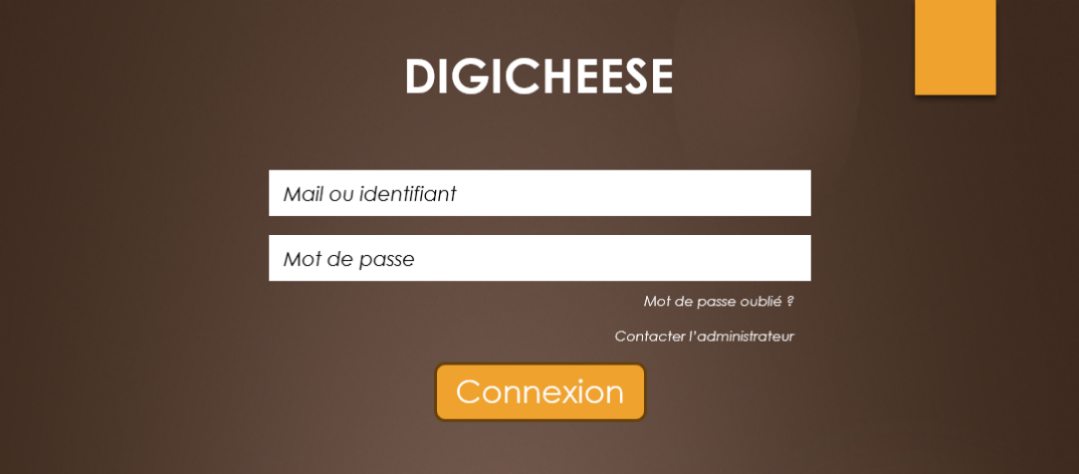 DIGICHEESE
Mail ou identifiant
Mot de passe
Mot de passe oublié ?
Contacter l'administrateur
Connexion